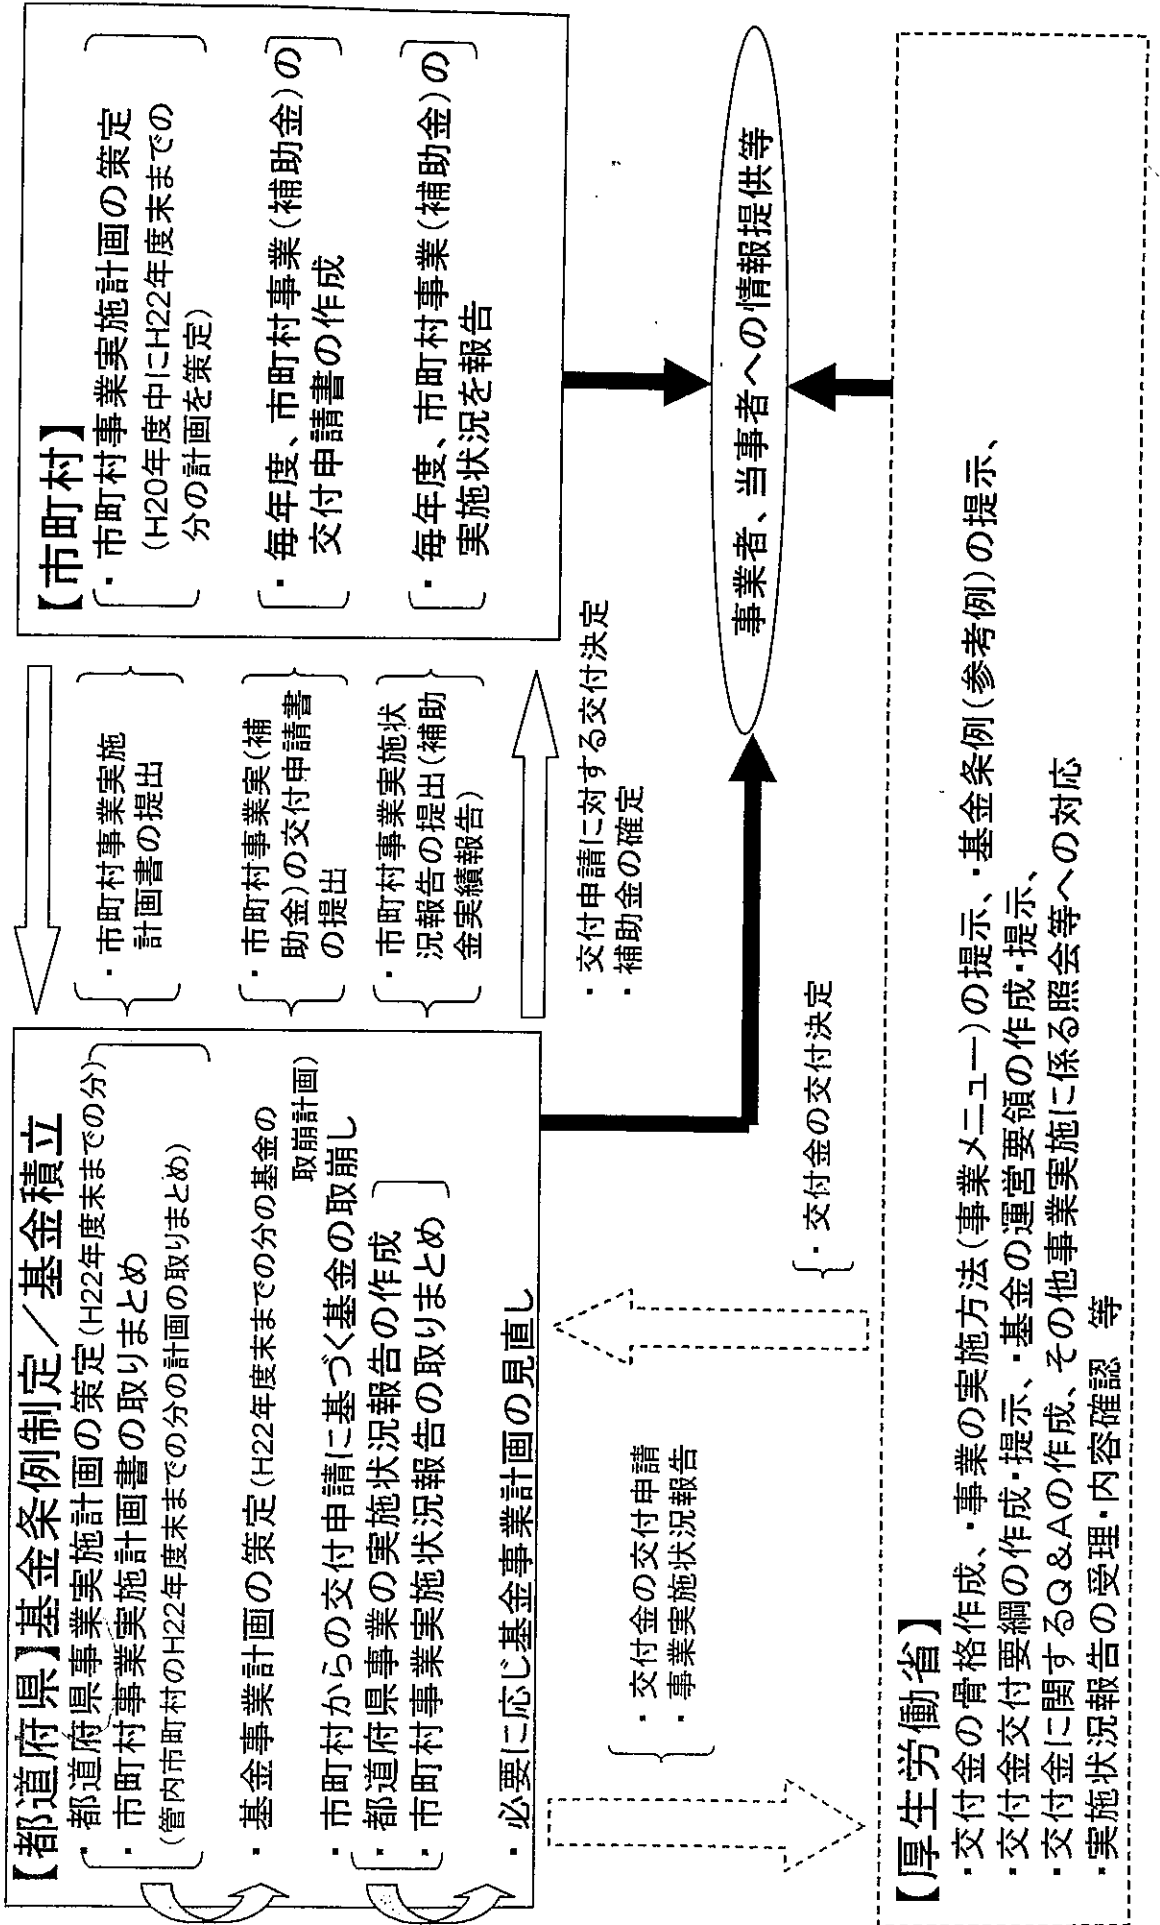 【都道府県】基金条例制定／基金積立
・都道府県事業実施計画の策定(H22年度末までの分)
・市町村事業実施計画書の取りまとめ
(管内市町村のH22年度末までの分の計画の取りまとめ)
・基金事業計画の策定(H22年度末までの分の基金の
取崩計画)
・市町村からの交付申請に基づく基金の取崩し
・都道府県事業の実施状況報告の作成
・市町村事業実施状況報告の取りまとめ
・必要に応じ基金事業計画の見直し
・市町村事業実施
計画書の提出
・市町村事業実(補
助金)の交付申請書
の提出
・市町村事業実施状
況報告の提出(補助
金実績報告)
・交付申請に対する交付決定
・補助金の確定
【市町村】
・市町村事業実施計画の策定
(H20年度中にH22年度末までの
分の計画を策定)
・毎年度、市町村事業(補助金)の
交付申請書の作成
・毎年度、市町村事業(補助金)の
実施状況を報告
・交付金の交付申請
・事業実施状況報告
・交付金の交付決定
事業者、当事者への情報提供等
【厚生労働省】
・交付金の骨格作成、・事業の実施方法(事業メニュー)の提示、・基金条例(参考例)の提示、
・交付金交付要綱の作成・提示、・基金の運営要領の作成・提示、
・交付金に関するQ&Aの作成、その他事業実施に係る照会等への対応
・実施状況報告の受理・内容確認　等